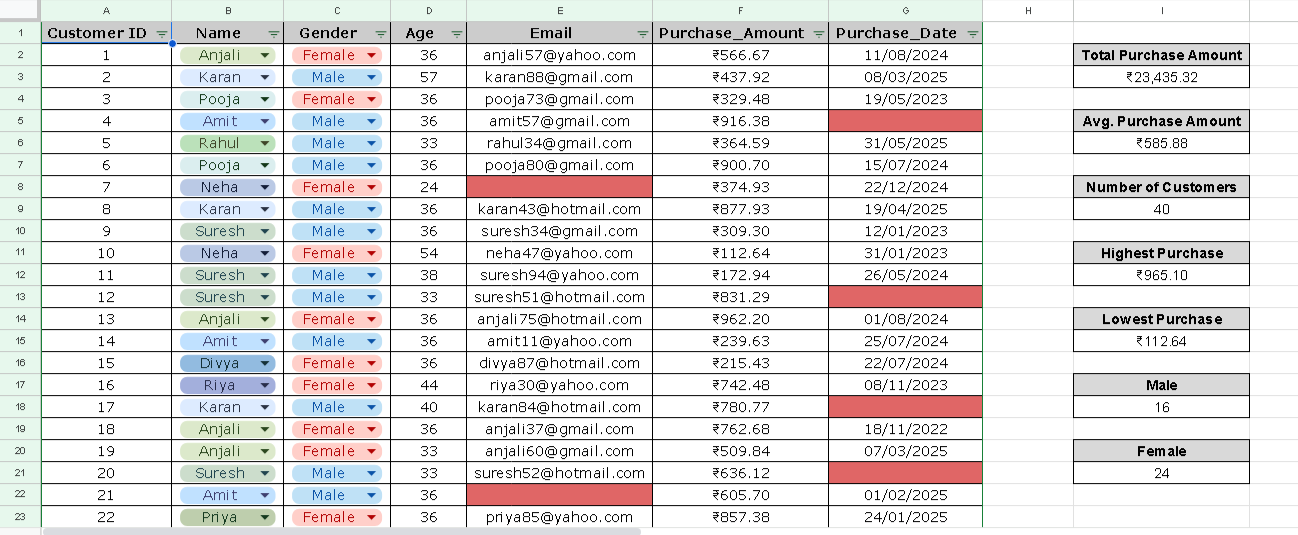 A B C D E F G H I
1 Customer ID Name Gender Age Email Purchase_Amount Purchase_Date
2 1 Anjali Female 36 anjali57@yahoo.com ₹566.67 11/08/2024 Total Purchase Amount
3 2 Karan Male 57 karan88@gmail.com ₹437.92 08/03/2025 ₹23,435.32
4 3 Pooja Female 36 pooja73@gmail.com ₹329.48 19/05/2023
5 4 Amit Male 36 amit57@gmail.com ₹916.38 Avg. Purchase Amount
6 5 Rahul Male 33 rahul34@gmail.com ₹364.59 31/05/2025 ₹585.88
7 6 Pooja Male 36 pooja80@gmail.com ₹900.70 15/07/2024
8 7 Neha Female 24 ₹374.93 22/12/2024 Number of Customers
9 8 Karan Male 36 karan43@hotmail.com ₹877.93 19/04/2025 40
10 9 Suresh Male 36 suresh34@gmail.com ₹309.30 12/01/2023
11 10 Neha Female 54 neha47@yahoo.com ₹112.64 31/01/2023 Highest Purchase
12 11 Suresh Male 38 suresh94@yahoo.com ₹172.94 26/05/2024 ₹965.10
13 12 Suresh Male 33 suresh51@hotmail.com ₹831.29
14 13 Anjali Female 36 anjali75@hotmail.com ₹962.20 01/08/2024 Lowest Purchase
15 14 Amit Male 36 amit11@yahoo.com ₹239.63 25/07/2024 ₹112.64
16 15 Divya Female 36 divya87@hotmail.com ₹215.43 22/07/2024
17 16 Riya Female 44 riya30@yahoo.com ₹742.48 08/11/2023 Male
18 17 Karan Male 40 karan84@hotmail.com ₹780.77 16
19 18 Anjali Female 36 anjali37@gmail.com ₹762.68 18/11/2022
20 19 Anjali Female 33 anjali60@gmail.com ₹509.84 07/03/2025 Female
21 20 Suresh Male 33 suresh52@hotmail.com ₹636.12 24
22 21 Amit Male 36 ₹605.70 01/02/2025
23 22 Priya Female 36 priya85@yahoo.com ₹857.38 24/01/2025